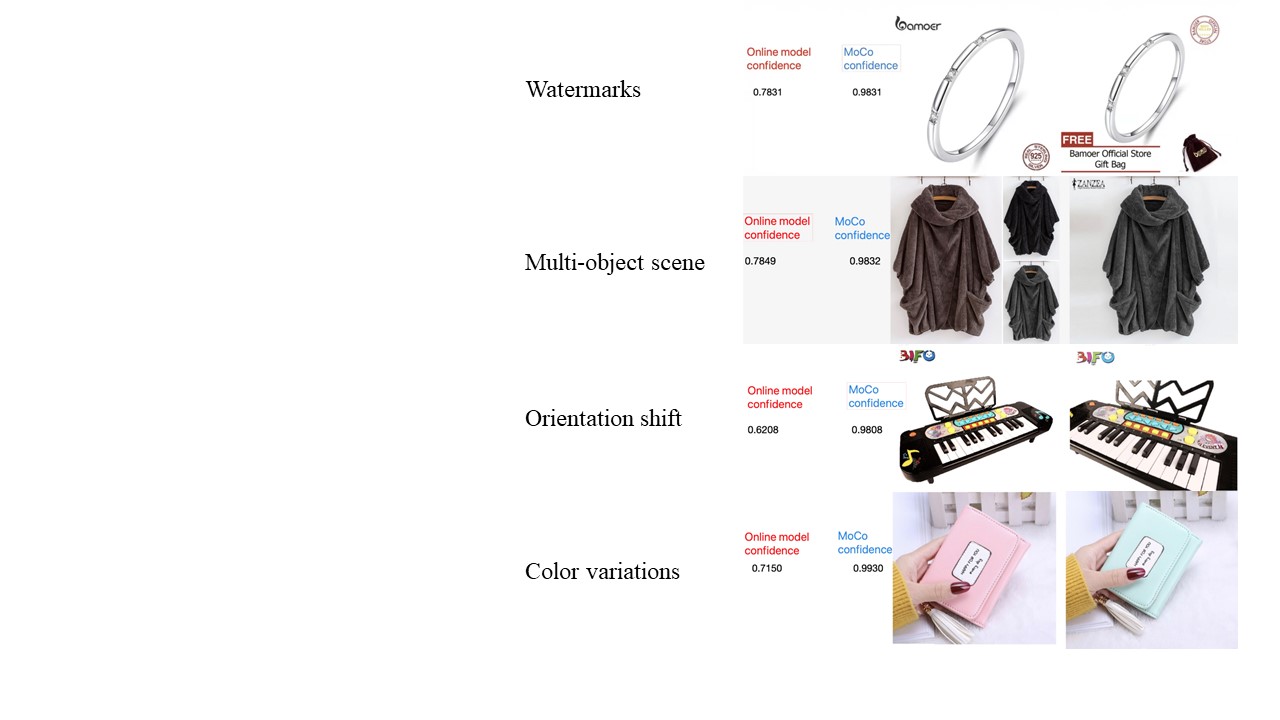 Watermarks
Online model
confidence
MoCo
confidence
0.7831
0.9831
bamoer
925
FREE
Bamoer Official Store
Gift Bag
Multi-object scene
Online model
confidence
MoCo
confidence
0.7849
0.9832
ZANZEA
Orientation shift
Online model
confidence
MoCo
confidence
0.6208
0.9808
BIFO
BIFO
Color variations
Online model
confidence
MoCo
confidence
0.7150
0.9930